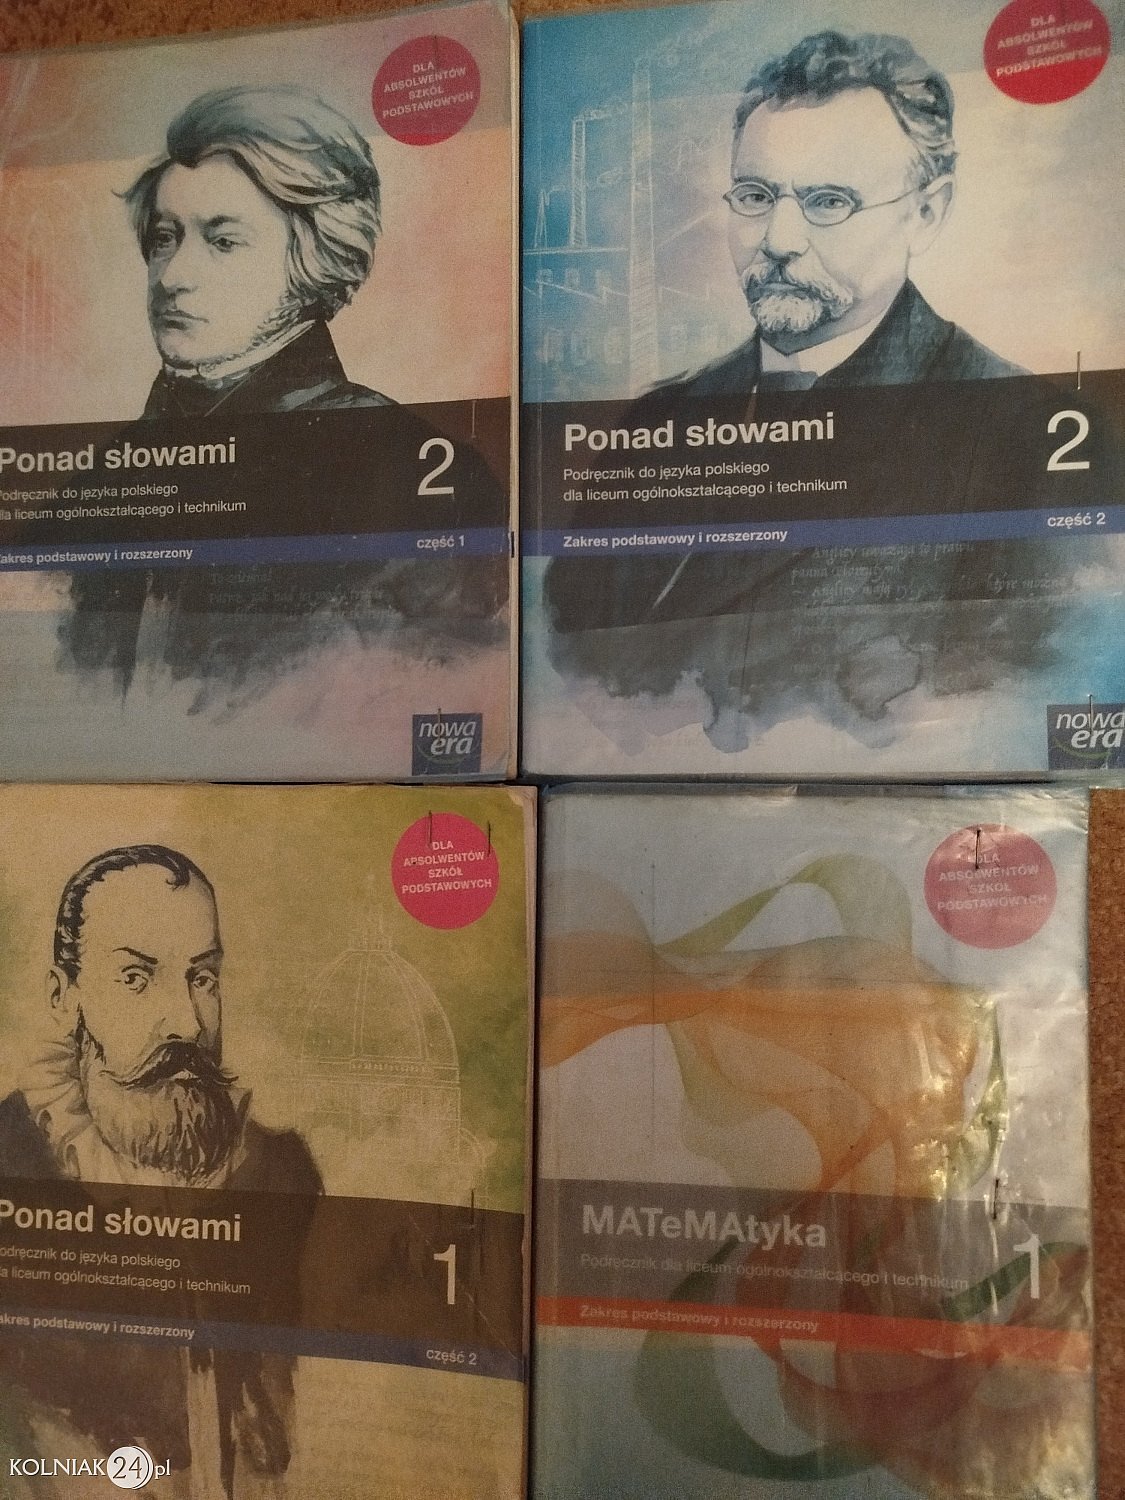 DLA
ABSOLWENTÓW
SZKÓŁ
PODSTAWOWYCH
Ponad słowami
2
Podręcznik do języka polskiego
dla liceum ogólnokształcącego i technikum
Zakres podstawowy i rozszerzony
część 1
nowa
era
DLA
ABSOLWENTÓW
SZKÓŁ
PODSTAWOWYCH
Ponad słowami
2
Podręcznik do języka polskiego
dla liceum ogólnokształcącego i technikum
Zakres podstawowy i rozszerzony
część 2
nowa
era
DLA
ABSOLWENTÓW
SZKÓŁ
PODSTAWOWYCH
Ponad słowami
1
Podręcznik do języka polskiego
dla liceum ogólnokształcącego i technikum
Zakres podstawowy i rozszerzony
część 2
DLA
ABSOLWENTÓW
SZKÓŁ
PODSTAWOWYCH
MATeMAtyka
1
Podręcznik dla liceum ogólnokształcącego i technikum
Zakres podstawowy i rozszerzony
KOLNIAK24.pl